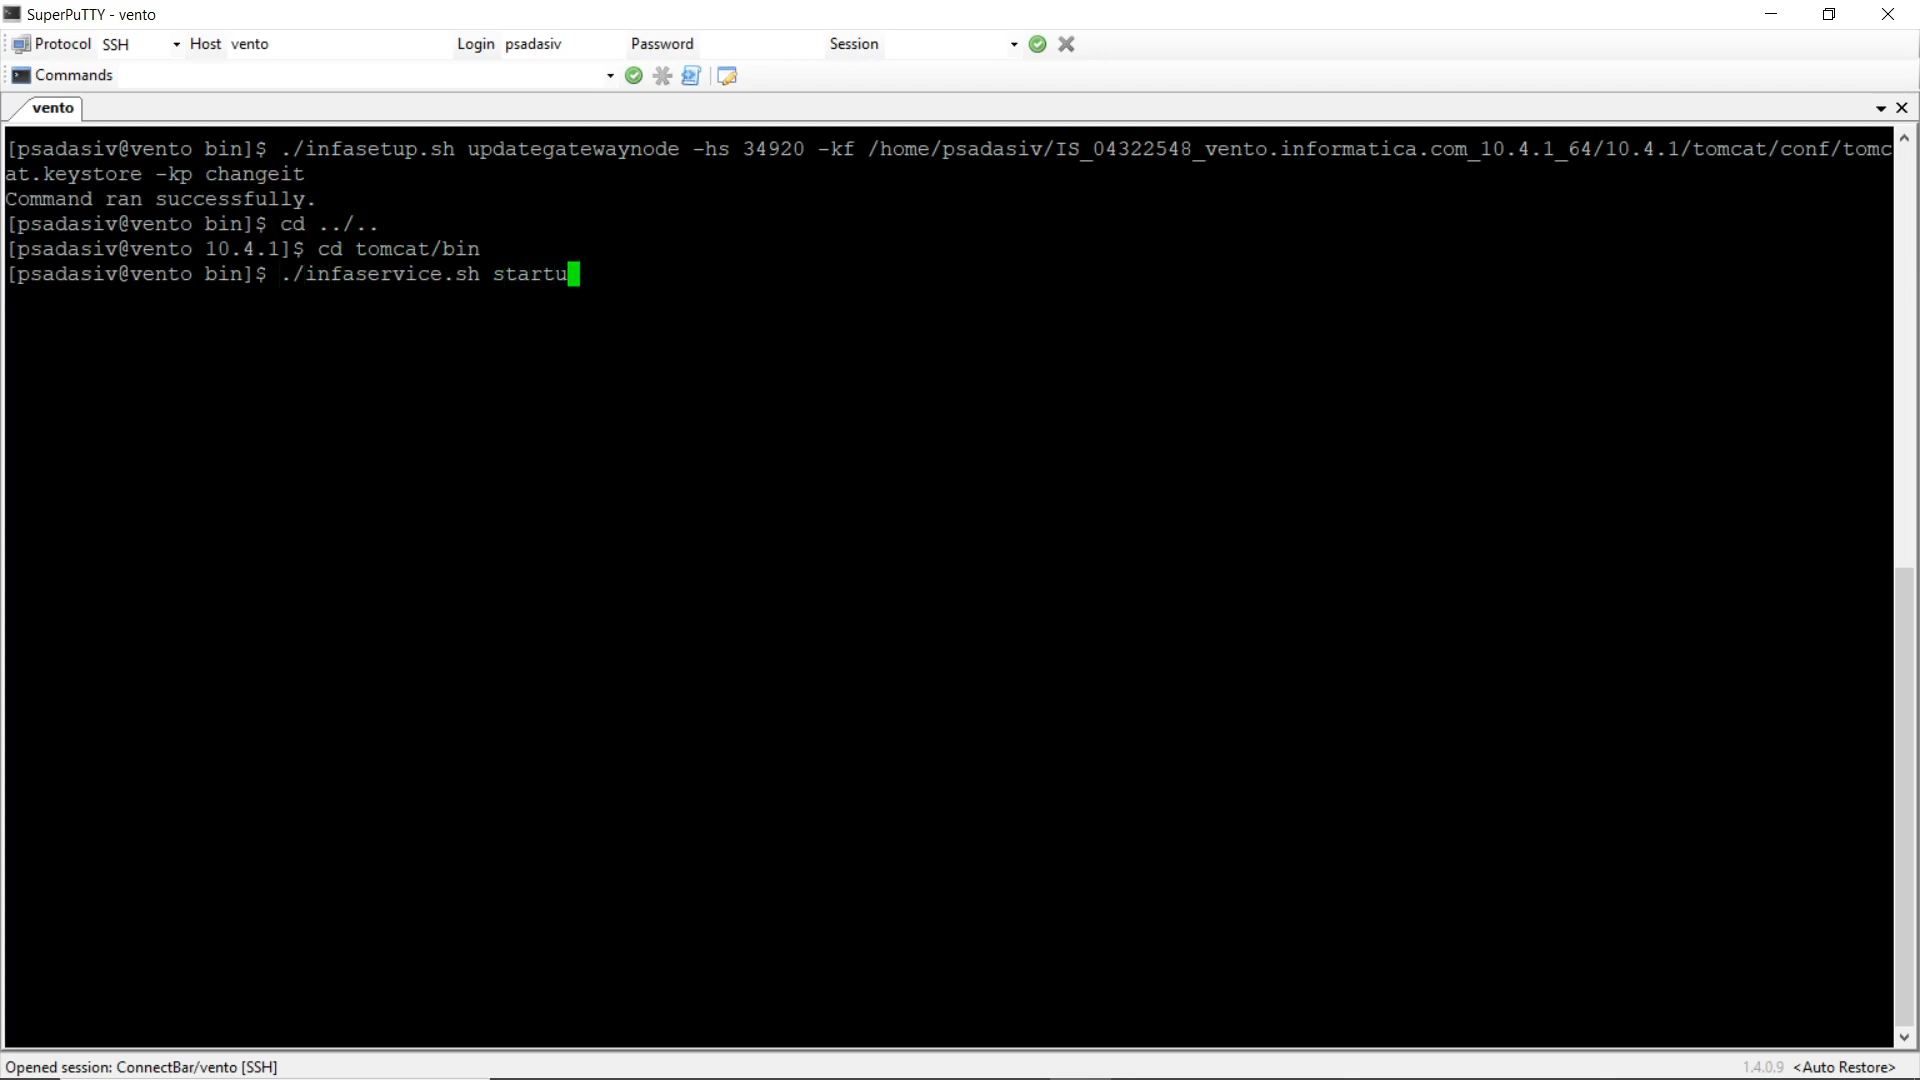 SuperPuTTY - vento
Protocol SSH Host vento Login psadasiv Password Session
Commands
vento
[psadasiv@vento bin]$ ./infasetup.sh updategatewaynode -hs 34920 -kf /home/psadasiv/IS_04322548_vento.informatica.com_10.4.1_64/10.4.1/tomcat/conf/tomc
at.keystore -kp changeit
Command ran successfully.
[psadasiv@vento bin]$ cd ../..
[psadasiv@vento 10.4.1]$ cd tomcat/bin
[psadasiv@vento bin]$ ./infaservice.sh startu
Opened session: ConnectBar/vento [SSH] 1.4.0.9 <Auto Restore>